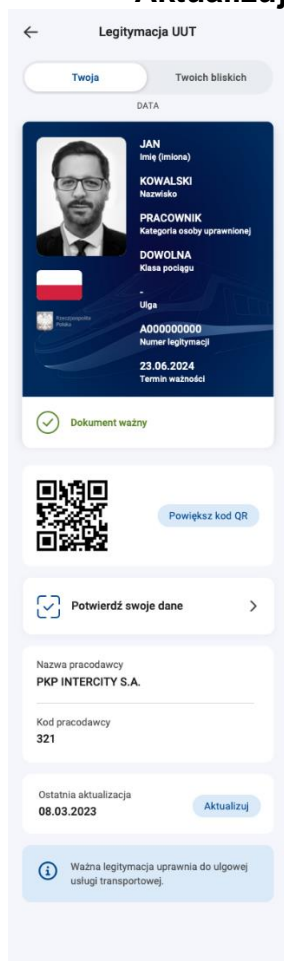 Aktualizuj
Legitymacja UUT
Twoja
Twoich bliskich
DATA
JAN
Imię (imiona)
KOWALSKI
Nazwisko
PRACOWNIK
Kategoria osoby uprawnionej
DOWOLNA
Klasa pociągu
-
Ulga
A000000000
Numer legitymacji
23.06.2024
Termin ważności
Rzeczpospolita
Polska
Dokument ważny
Powiększ kod QR
Potwierdź swoje dane
Nazwa pracodawcy
PKP INTERCITY S.A.
Kod pracodawcy
321
Ostatnia aktualizacja
08.03.2023
Aktualizuj
Ważna legitymacja uprawnia do ulgowej
usługi transportowej.